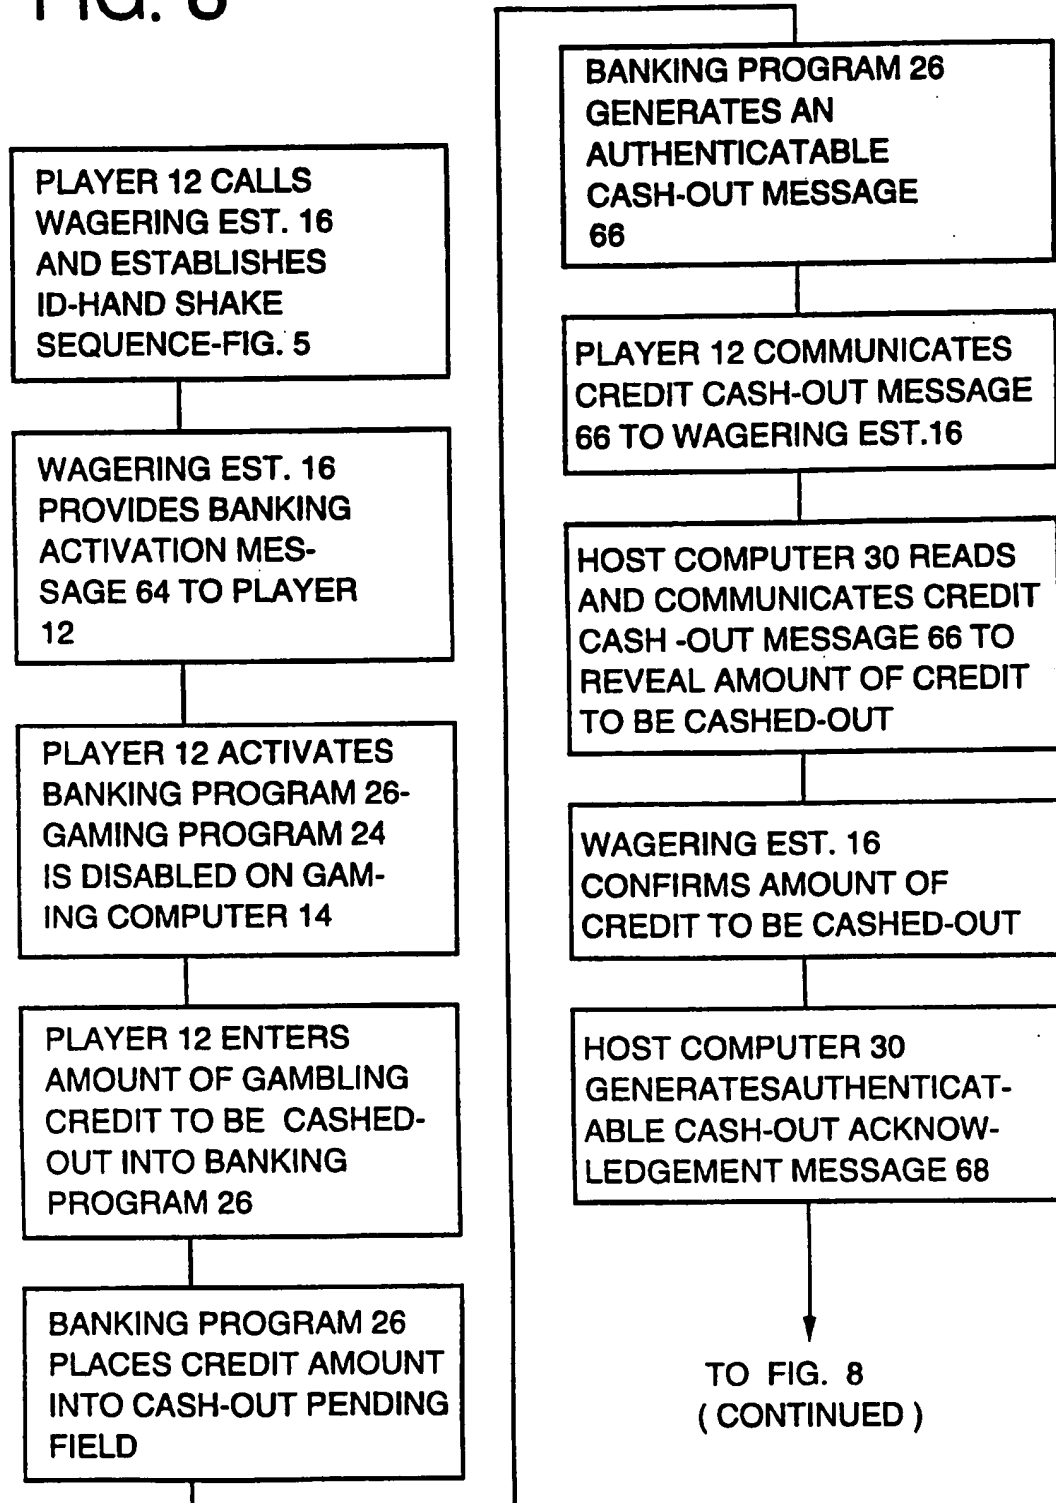 FIG. 8
PLAYER 12 CALLS
WAGERING EST. 16
AND ESTABLISHES
ID-HAND SHAKE
SEQUENCE-FIG. 5
WAGERING EST. 16
PROVIDES BANKING
ACTIVATION MES-
SAGE 64 TO PLAYER
12
PLAYER 12 ACTIVATES
BANKING PROGRAM 26-
GAMING PROGRAM 24
IS DISABLED ON GAM-
ING COMPUTER 14
PLAYER 12 ENTERS
AMOUNT OF GAMBLING
CREDIT TO BE CASHED-
OUT INTO BANKING
PROGRAM 26
BANKING PROGRAM 26
PLACES CREDIT AMOUNT
INTO CASH-OUT PENDING
FIELD
BANKING PROGRAM 26
GENERATES AN
AUTHENTICATABLE
CASH-OUT MESSAGE
66
PLAYER 12 COMMUNICATES
CREDIT CASH-OUT MESSAGE
66 TO WAGERING EST.16
HOST COMPUTER 30 READS
AND COMMUNICATES CREDIT
CASH -OUT MESSAGE 66 TO
REVEAL AMOUNT OF CREDIT
TO BE CASHED-OUT
WAGERING EST. 16
CONFIRMS AMOUNT OF
CREDIT TO BE CASHED-OUT
HOST COMPUTER 30
GENERATESAUTHENTICAT-
ABLE CASH-OUT ACKNOW-
LEDGEMENT MESSAGE 68
TO FIG. 8
( CONTINUED )